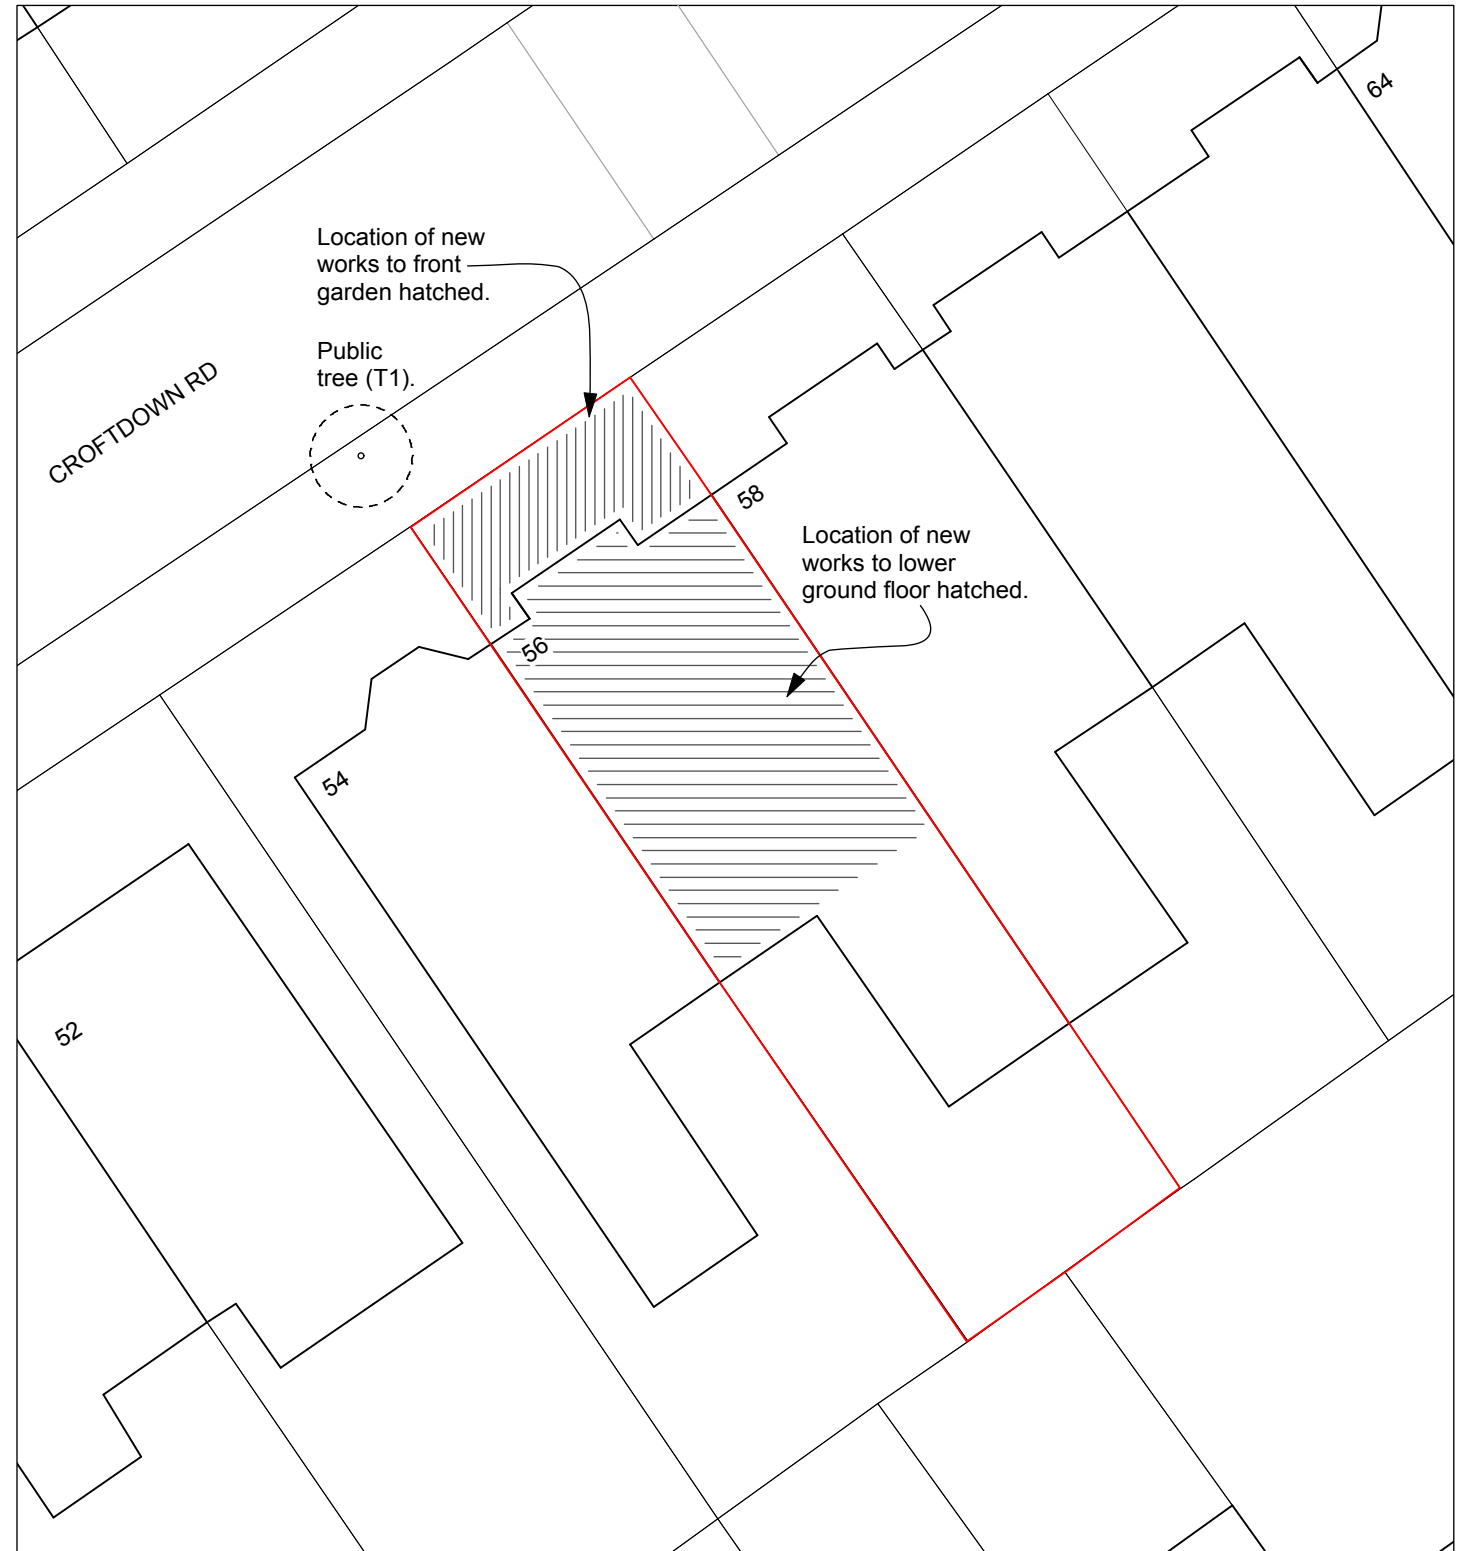 64
Location of new
works to front
garden hatched.
Public
tree (T1).
CROFTDOWN RD
58
Location of new
works to lower
ground floor hatched.
56
54
52